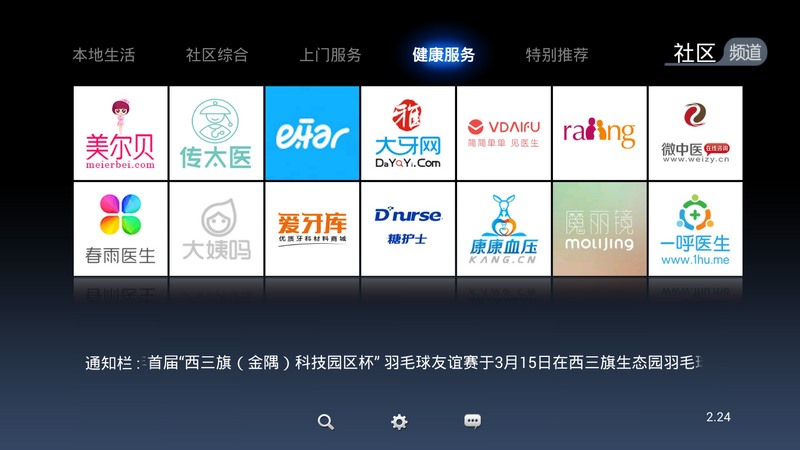 本地生活
社区综合
上门服务
健康服务
特别推荐
社区 频道
美尔贝
meierbei.com
传太医
大牙网
DaYaYi.Com
VDAIFU
简简单单 见医生
微中医 在线咨询
www.weizy.cn
春雨医生
大姨吗
爱牙库
优质牙科材料商城
D'nurse
糖护士
康康血压
KANG.CN
魔丽镜
molijing
一呼医生
www.1hu.me
通知栏：首届“西三旗（金隅）科技园区杯” 羽毛球友谊赛于3月15日在西三旗生态园羽毛
2.24